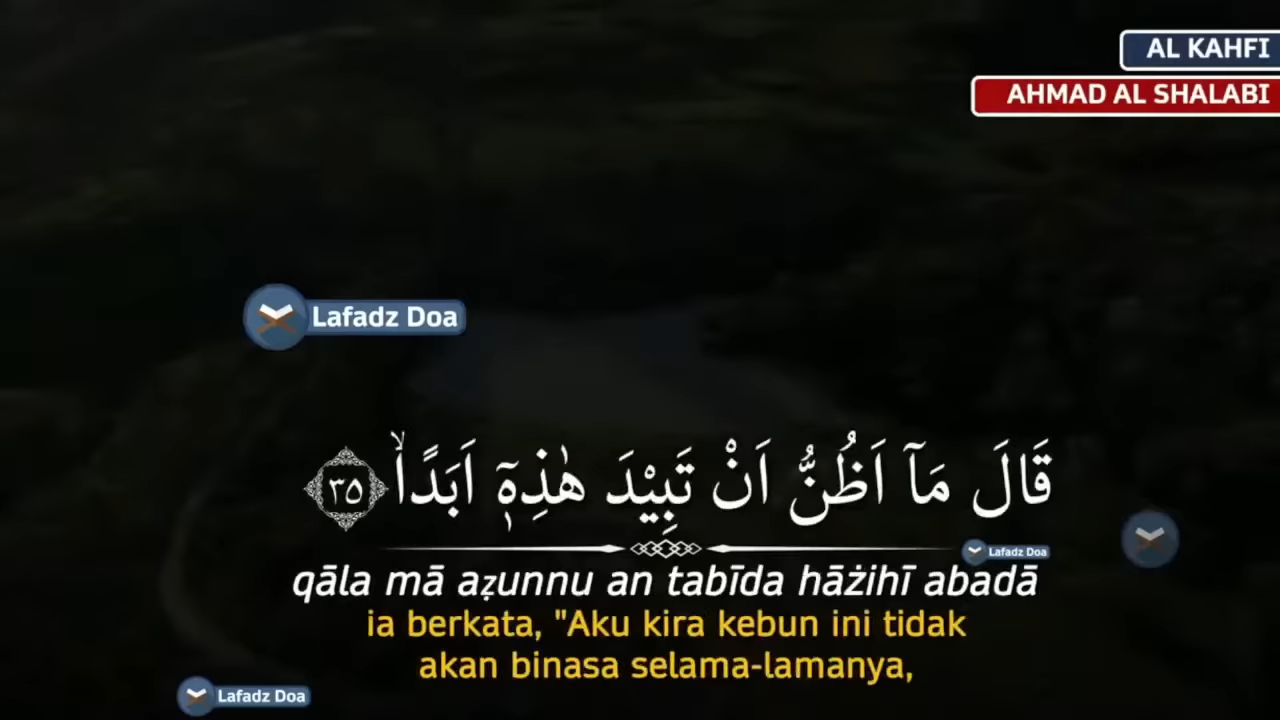 AL KAHFI
AHMAD AL SHALABI
Lafadz Doa
قَالَ مَآ اَظُنُّ اَنْ تَبِيْدَ هٰذِهٖٓ اَبَدًاۙ ٣٥
Lafadz Doa
qāla mā aẓunnu an tabīda hāżihī abadā
ia berkata, "Aku kira kebun ini tidak
akan binasa selama-lamanya,
Lafadz Doa